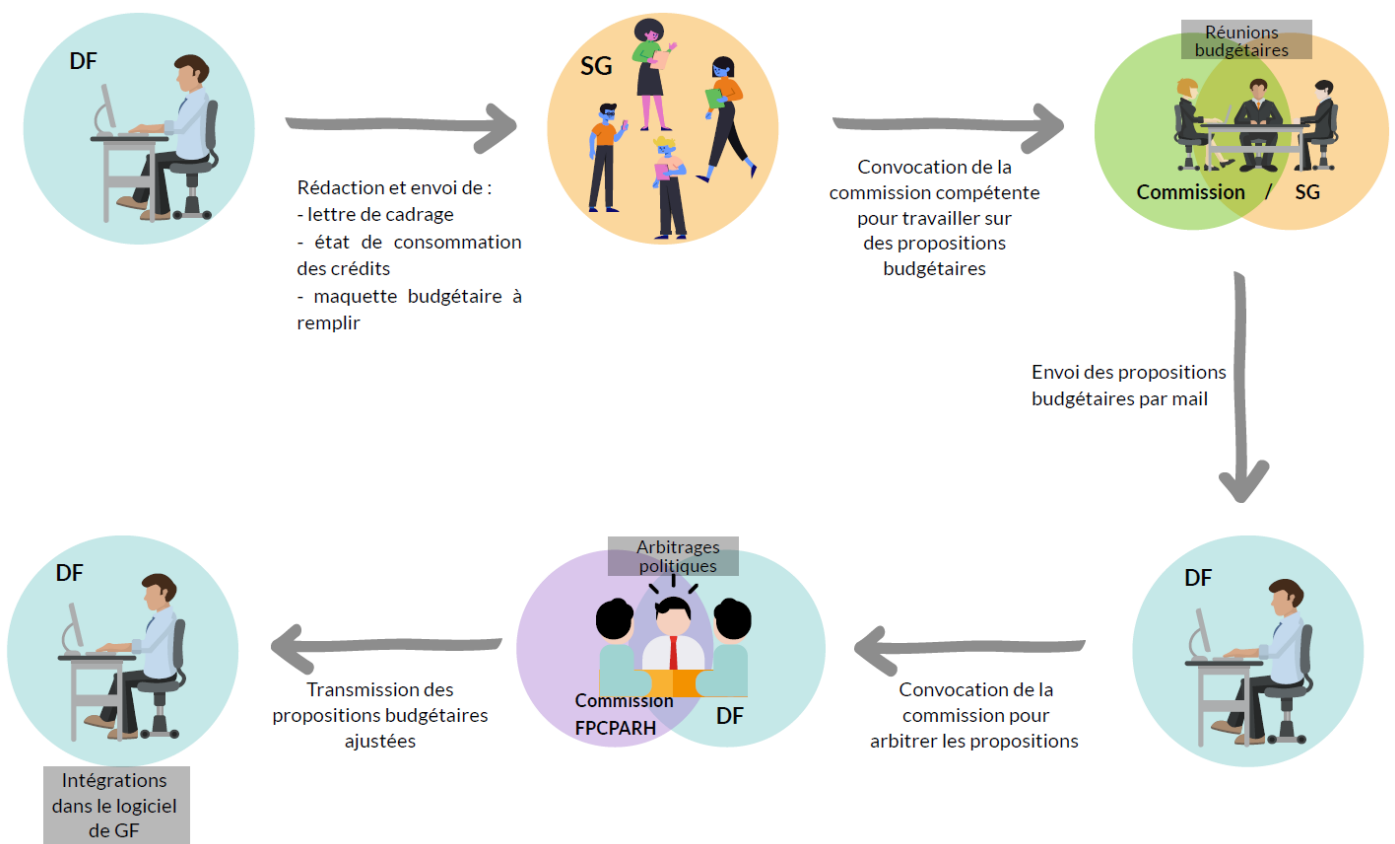 DF
Rédaction et envoi de :
- lettre de cadrage
- état de consommation
des crédits
- maquette budgétaire à
remplir
SG
Convocation de la
commission compétente
pour travailler sur
des propositions
budgétaires
Réunions
budgétaires
Commission / SG
Envoi des propositions
budgétaires par mail
DF
Convocation de la
commission pour
arbitrer les propositions
Arbitrages
politiques
Commission
FPCPARH
DF
Transmission des
propositions budgétaires
ajustées
DF
Intégrations
dans le logiciel
de GF